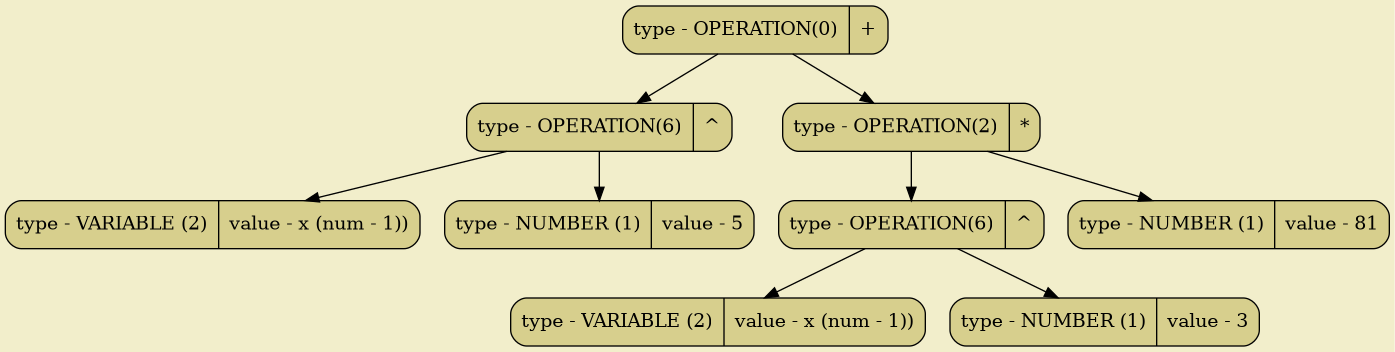 type - OPERATION(0) +
type - OPERATION(6) ^
type - OPERATION(2) *
type - VARIABLE (2) value - x (num - 1))
type - NUMBER (1) value - 5
type - OPERATION(6) ^
type - NUMBER (1) value - 81
type - VARIABLE (2) value - x (num - 1))
type - NUMBER (1) value - 3